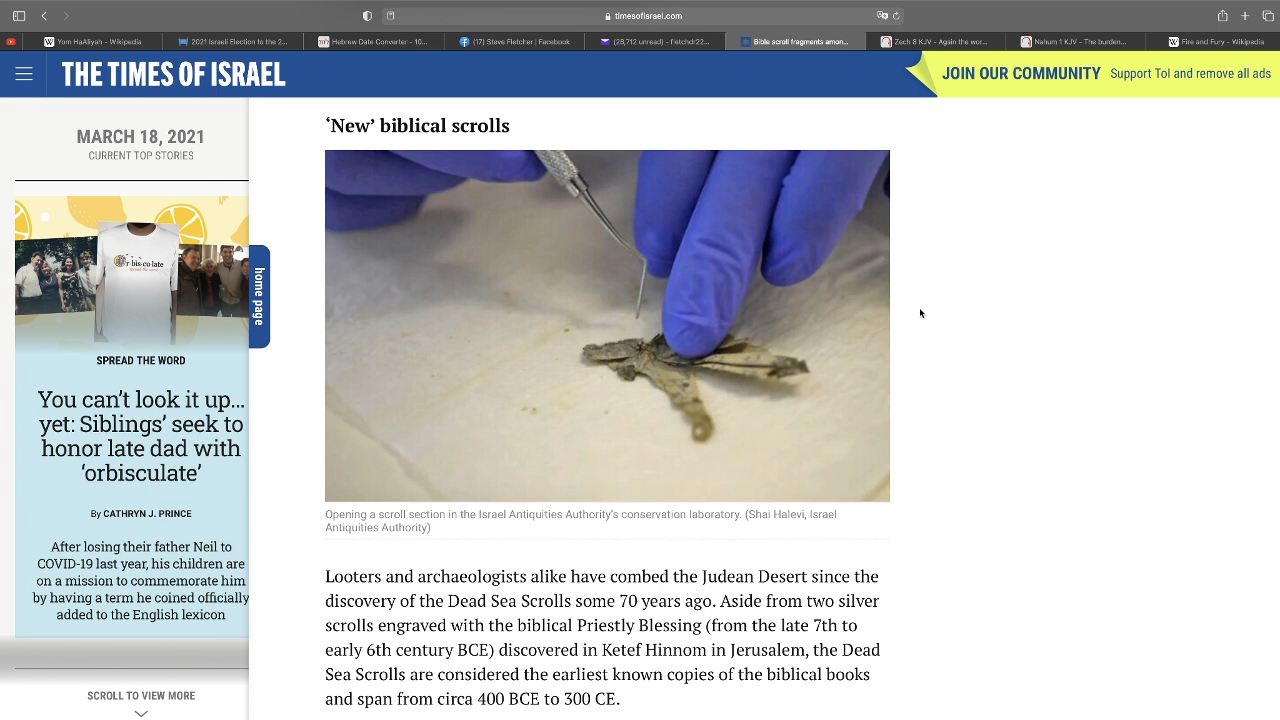 timesofisrael.com
Yom HaAliyah - Wikipedia
2021 Israeli Election to the 2...
Hebrew Date Converter - 10...
(17) Steve Fletcher | Facebook
(28,712 unread) - fletchdr22...
Bible scroll fragments amon...
Zech 8 KJV - Again the wor...
Nahum 1 KJV - The burden...
Fire and Fury - Wikipedia
THE TIMES OF ISRAEL
JOIN OUR COMMUNITY Support ToI and remove all ads
MARCH 18, 2021
CURRENT TOP STORIES
r·bis·cu·late
home page
SPREAD THE WORD
You can’t look it up...
yet: Siblings’ seek to
honor late dad with
‘orbisculate’
By CATHRYN J. PRINCE
After losing their father Neil to
COVID-19 last year, his children are
on a mission to commemorate him
by having a term he coined officially
added to the English lexicon
SCROLL TO VIEW MORE
‘New’ biblical scrolls
Opening a scroll section in the Israel Antiquities Authority’s conservation laboratory. (Shai Halevi, Israel
Antiquities Authority)
Looters and archaeologists alike have combed the Judean Desert since the
discovery of the Dead Sea Scrolls some 70 years ago. Aside from two silver
scrolls engraved with the biblical Priestly Blessing (from the late 7th to
early 6th century BCE) discovered in Ketef Hinnom in Jerusalem, the Dead
Sea Scrolls are considered the earliest known copies of the biblical books
and span from circa 400 BCE to 300 CE.